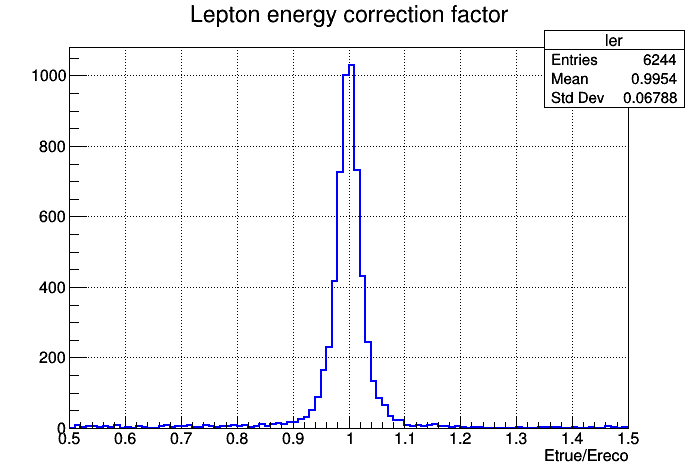 Lepton energy correction factor
ler
Entries 6244
Mean 0.9954
Std Dev 0.06788
1000
800
600
400
200
0
0.5 0.6 0.7 0.8 0.9 1 1.1 1.2 1.3 1.4 1.5
Etrue/Ereco